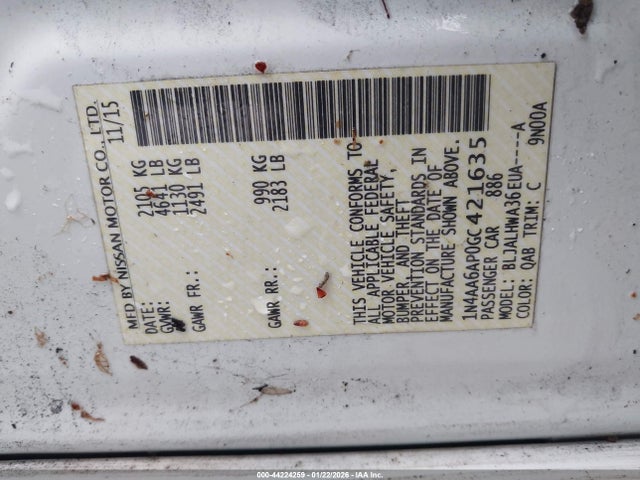 MFD BY NISSAN MOTOR CO., LTD.
DATE: 11/15
GVWR: 2105 KG
4641 LB
GAWR FR.: 1130 KG
2491 LB
GAWR RR.: 990 KG
2183 LB
THIS VEHICLE CONFORMS TO
ALL APPLICABLE FEDERAL
MOTOR VEHICLE SAFETY,
BUMPER, AND THEFT
PREVENTION STANDARDS IN
EFFECT ON THE DATE OF
MANUFACTURE SHOWN ABOVE.
1N4AA6AP0GC421635
PASSENGER CAR 886
MODEL: BLJALHWA36EUA----A
COLOR: QAB TRIM: C 9N00A
000-44224259 - 01/22/2026 - IAA Inc.